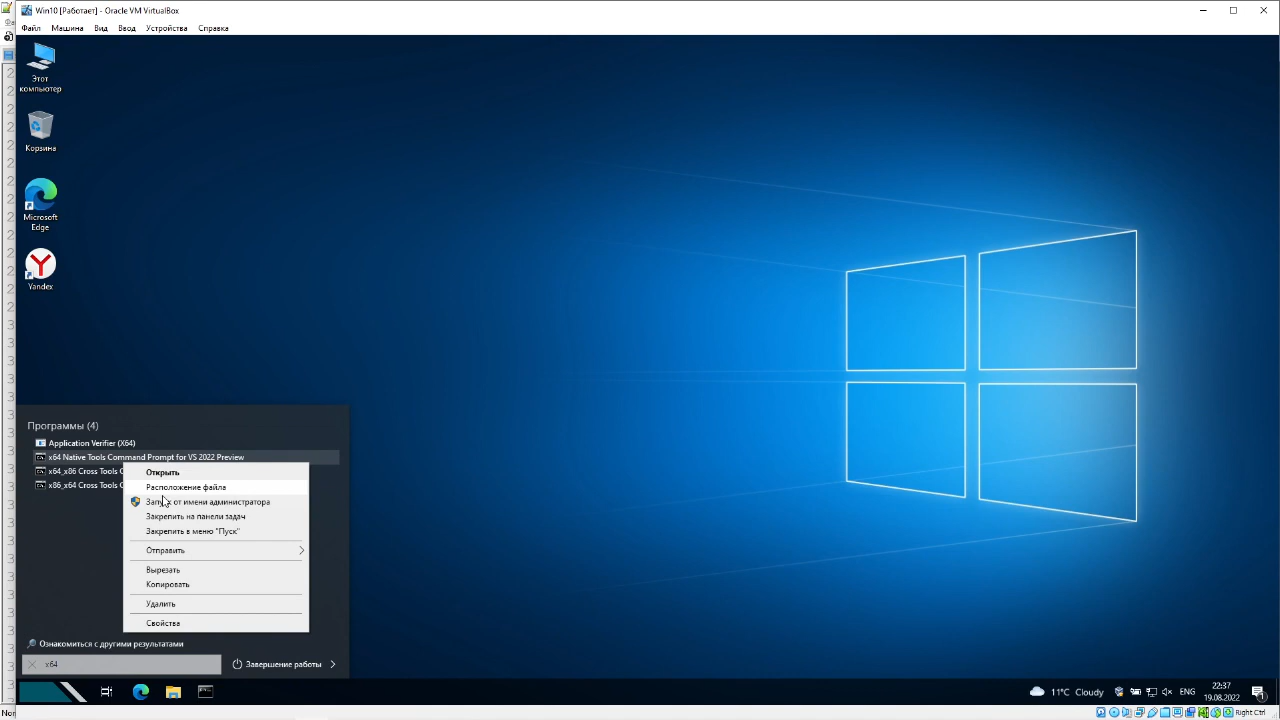 Win10 [Работает] - Oracle VM VirtualBox
Файл Машина Вид Ввод Устройства Справка
Этот
компьютер
Корзина
Microsoft
Edge
Yandex
Программы (4)
Application Verifier (X64)
x64 Native Tools Command Prompt for VS 2022 Preview
x64_x86 Cross Tools C
x86_x64 Cross Tools C
Открыть
Расположение файла
Запуск от имени администратора
Закрепить на панели задач
Закрепить в меню "Пуск"
Отправить
Вырезать
Копировать
Удалить
Свойства
Ознакомиться с другими результатами
x64
Завершение работы
11°C Cloudy
ENG
22:37
19.08.2022
1
Right Ctrl